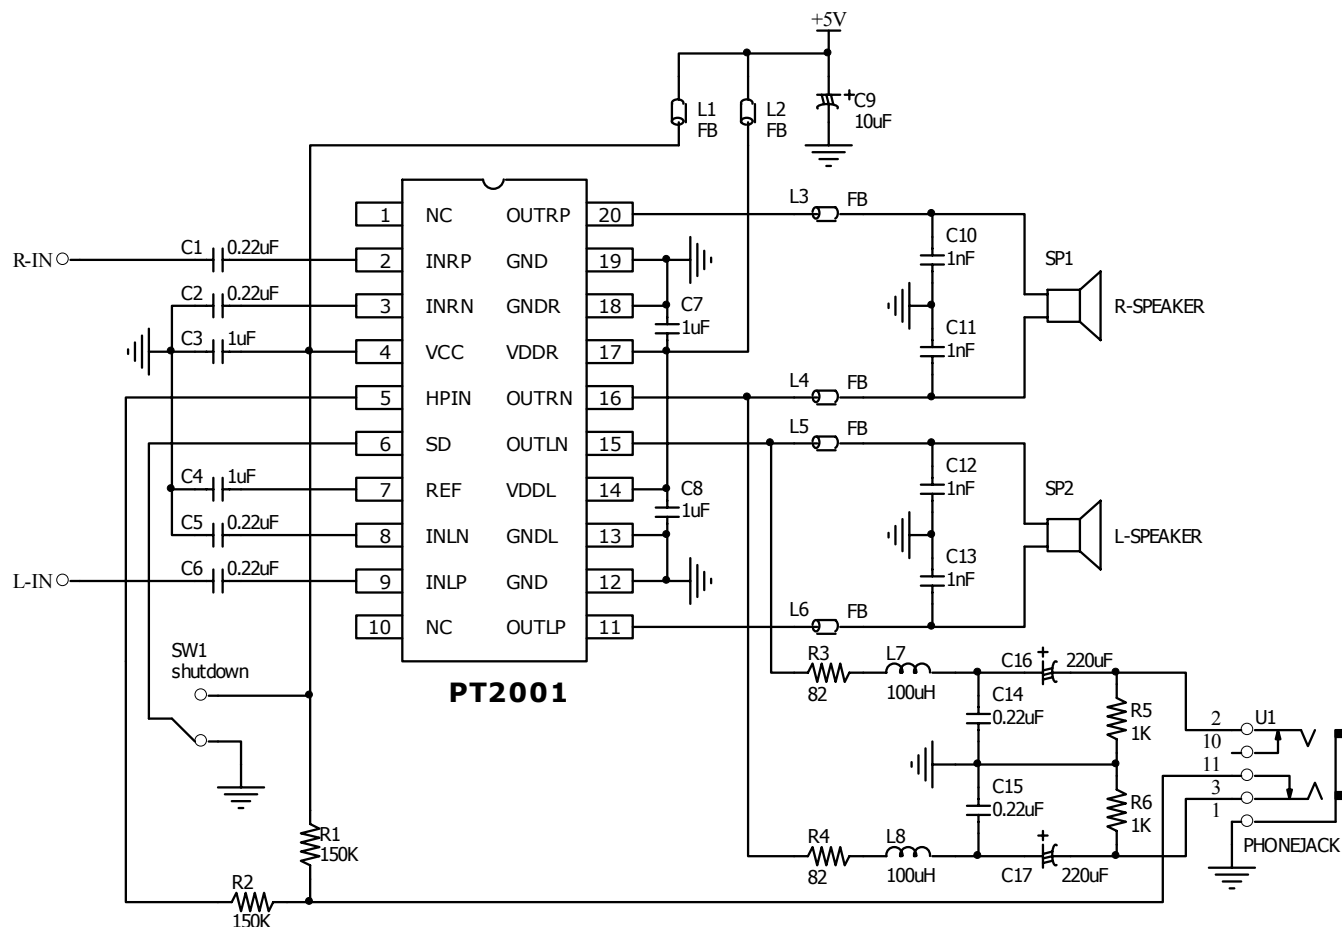 +5V
L1
FB
L2
FB
+
C9
10uF
1 NC OUTRP 20
2 INRP GND 19
3 INRN GNDR 18
4 VCC VDDR 17
5 HPIN OUTRN 16
6 SD OUTLN 15
7 REF VDDL 14
8 INLN GNDL 13
9 INLP GND 12
10 NC OUTLP 11
PT2001
R-IN
C1 0.22uF
C2 0.22uF
C3 1uF
C4 1uF
C5 0.22uF
L-IN
C6 0.22uF
SW1
shutdown
R1
150K
R2
150K
C7
1uF
C8
1uF
L3 FB
C10
1nF
C11
1nF
L4 FB
SP1
R-SPEAKER
L5 FB
C12
1nF
C13
1nF
L6 FB
SP2
L-SPEAKER
R3
82
L7
100uH
C16 + 220uF
C14
0.22uF
R5
1K
C15
0.22uF
R6
1K
R4
82
L8
100uH
+
C17 220uF
2 U1
10
11
3
1
PHONEJACK